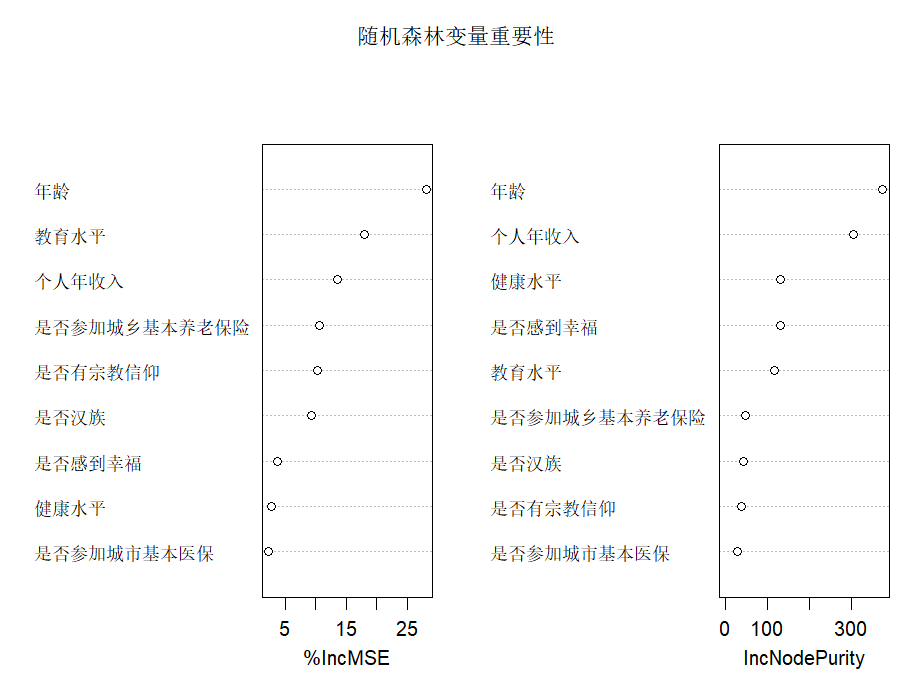 随机森林变量重要性
年龄
教育水平
个人年收入
是否参加城乡基本养老保险
是否有宗教信仰
是否汉族
是否感到幸福
健康水平
是否参加城市基本医保
5 15 25
%IncMSE
年龄
个人年收入
健康水平
是否感到幸福
教育水平
是否参加城乡基本养老保险
是否汉族
是否有宗教信仰
是否参加城市基本医保
0 100 300
IncNodePurity